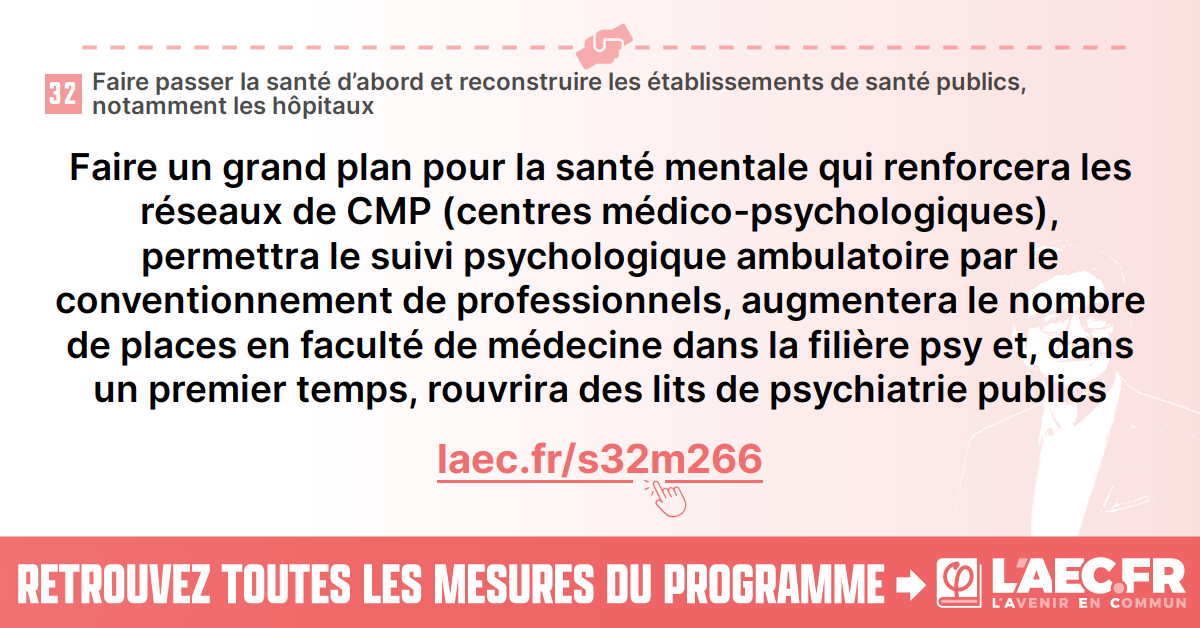 32
Faire passer la santé d’abord et reconstruire les établissements de santé publics,
notamment les hôpitaux
Faire un grand plan pour la santé mentale qui renforcera les
réseaux de CMP (centres médico-psychologiques),
permettra le suivi psychologique ambulatoire par le
conventionnement de professionnels, augmentera le nombre
de places en faculté de médecine dans la filière psy et, dans
un premier temps, rouvrira des lits de psychiatrie publics
laec.fr/s32m266
RETROUVEZ TOUTES LES MESURES DU PROGRAMME
φ
L'AEC.FR
L'AVENIR EN COMMUN